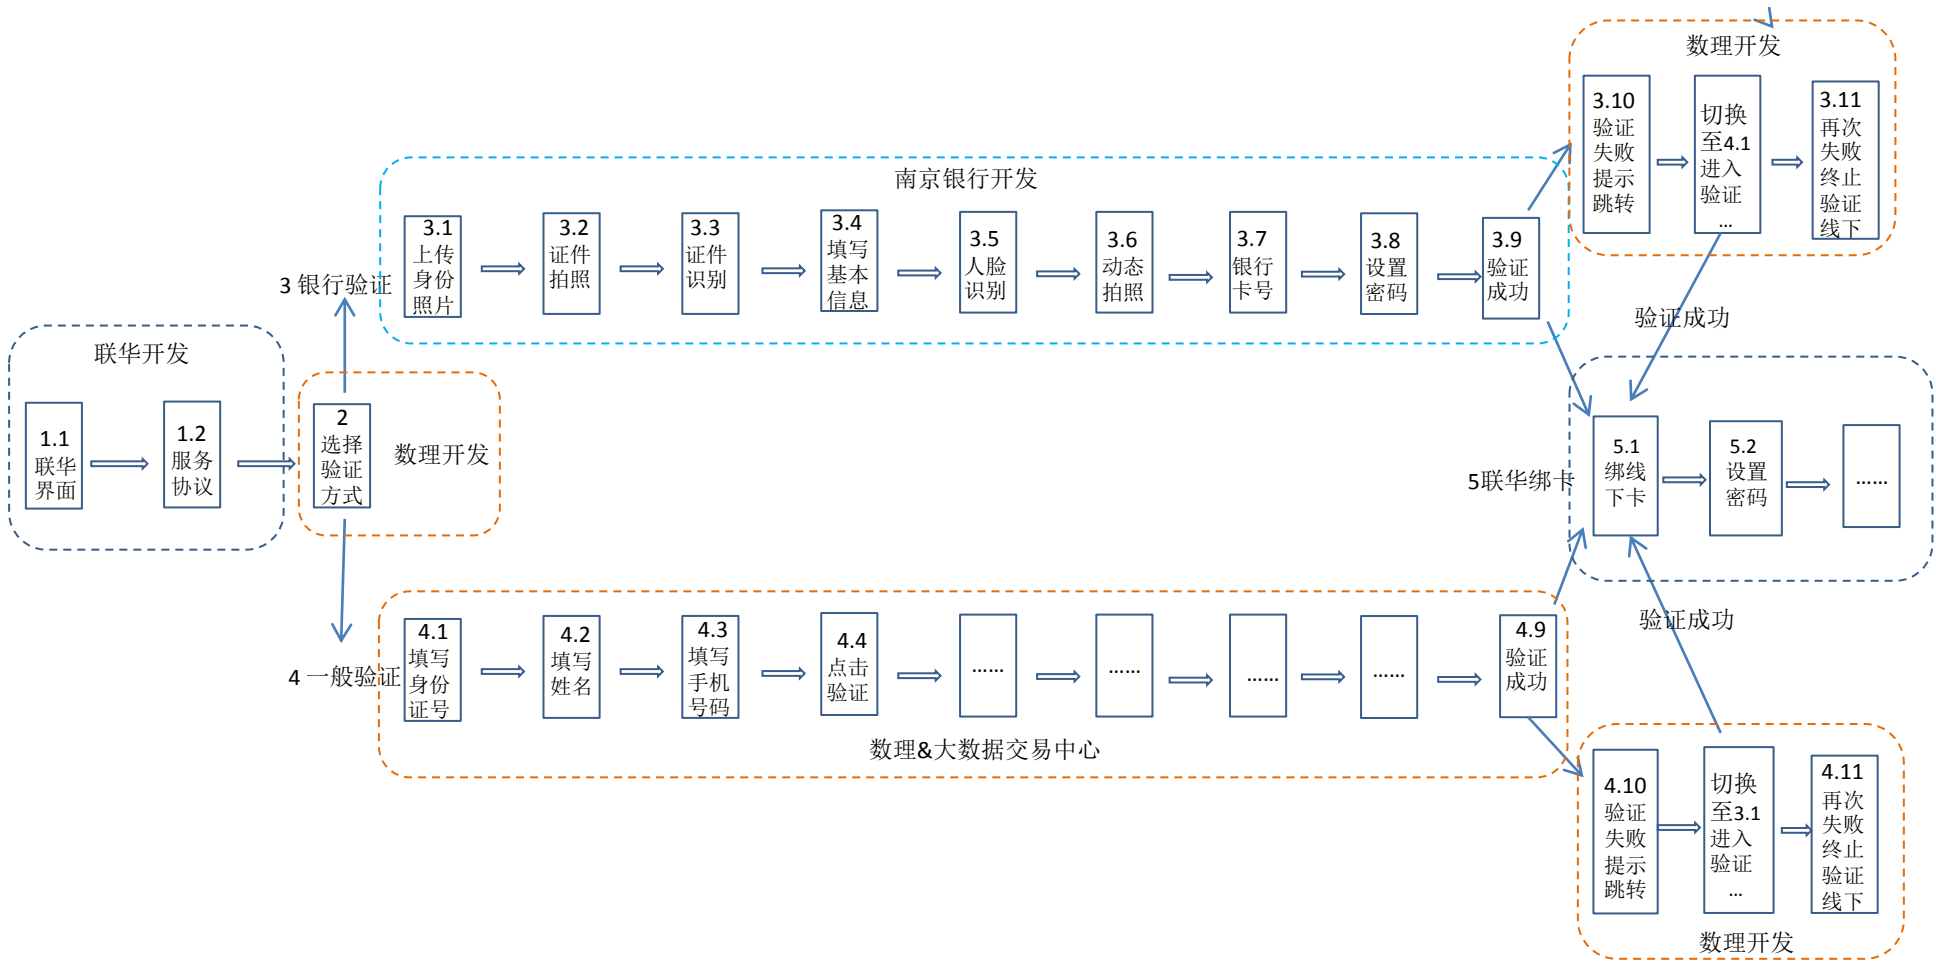 数理开发
3.10
验证
失败
提示
跳转
切换
至4.1
进入
验证
...
3.11
再次
失败
终止
验证
线下
南京银行开发
3 银行验证
3.1
上传
身份
照片
3.2
证件
拍照
3.3
证件
识别
3.4
填写
基本
信息
3.5
人脸
识别
3.6
动态
拍照
3.7
银行
卡号
3.8
设置
密码
3.9
验证
成功
验证成功
联华开发
1.1
联华
界面
1.2
服务
协议
2
选择
验证
方式
数理开发
5联华绑卡
5.1
绑线
下卡
5.2
设置
密码
......
验证成功
4 一般验证
4.1
填写
身份
证号
4.2
填写
姓名
4.3
填写
手机
号码
4.4
点击
验证
......
......
......
......
4.9
验证
成功
数理&大数据交易中心
4.10
验证
失败
提示
跳转
切换
至3.1
进入
验证
...
4.11
再次
失败
终止
验证
线下
数理开发